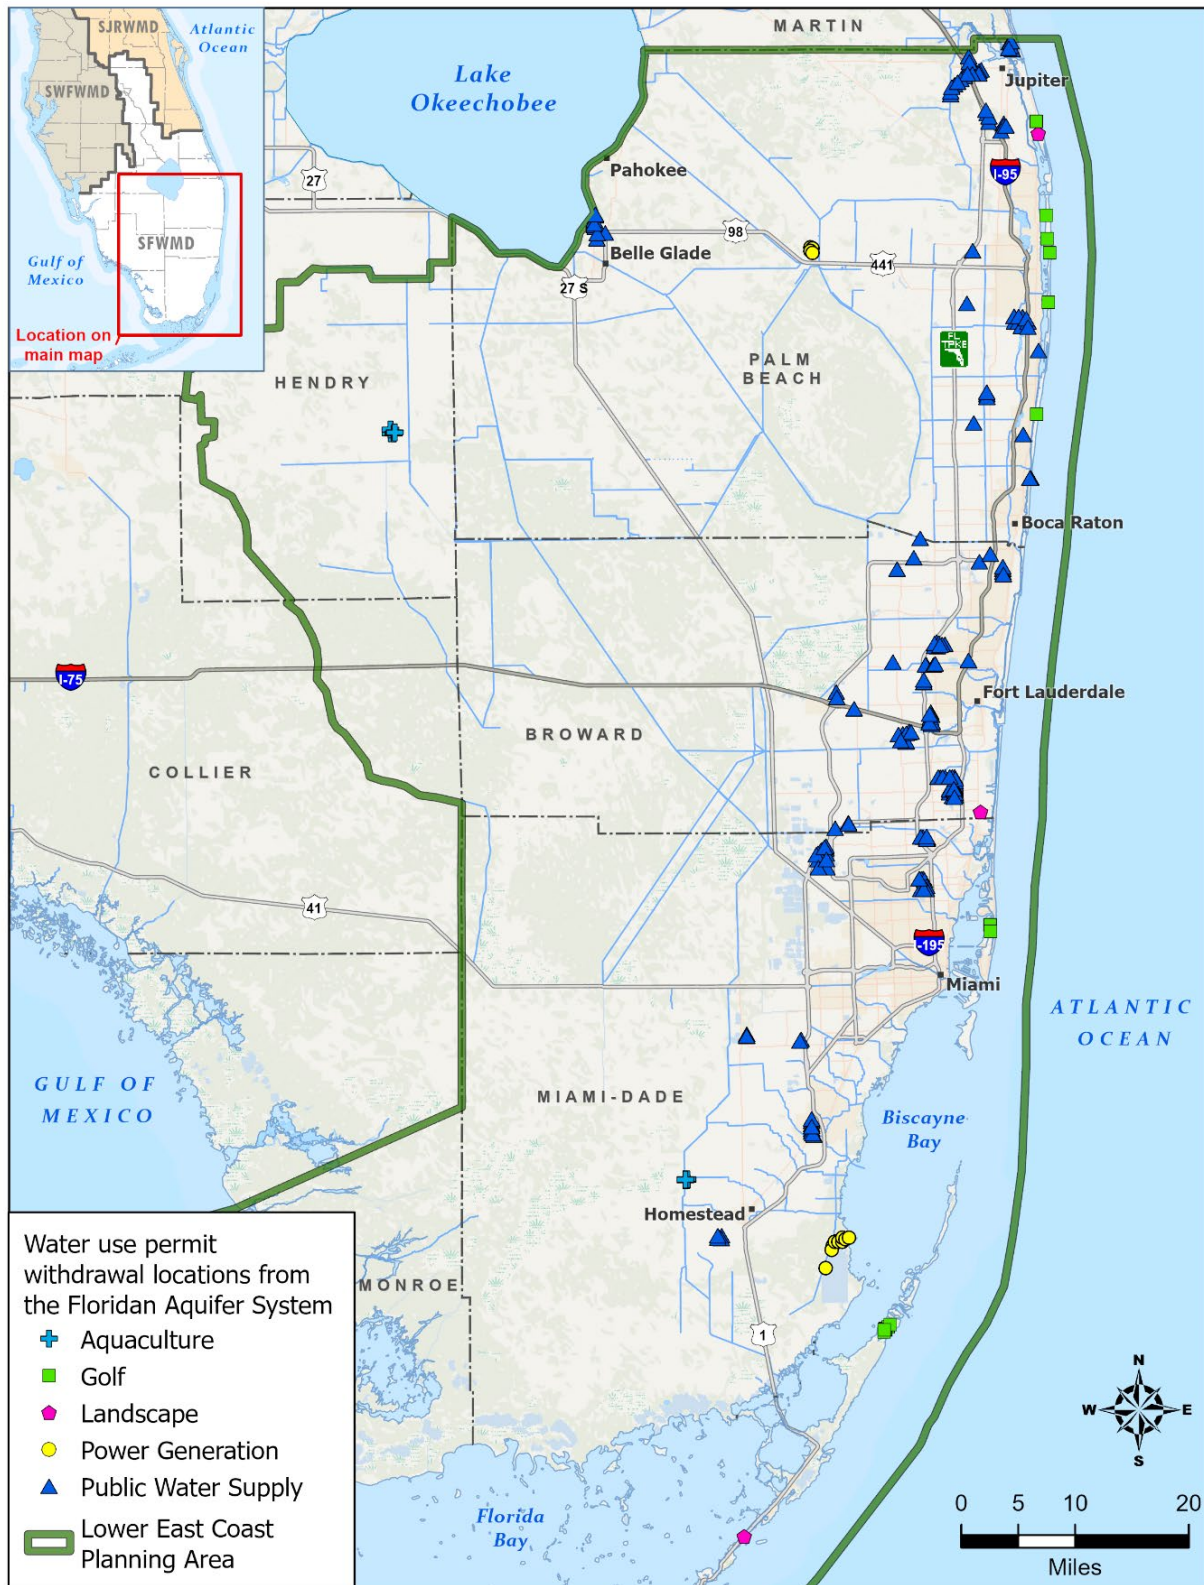 SJRWMD
Atlantic
Ocean
SWFWMD
SFWMD
Gulf of
Mexico
Location on
main map
MARTIN
Lake
Okeechobee
Jupiter
27
Pahokee
I-95
98
Belle Glade
441
27 S
FL
TPKE
PALM
BEACH
HENDRY
Boca Raton
I-75
Fort Lauderdale
BROWARD
COLLIER
41
I-195
Miami
ATLANTIC
OCEAN
GULF OF
MEXICO
MIAMI-DADE
Biscayne
Bay
Homestead
MONROE
1
Florida
Bay
Water use permit
withdrawal locations from
the Floridan Aquifer System
Aquaculture
Golf
Landscape
Power Generation
Public Water Supply
Lower East Coast
Planning Area
N
W E
S
0 5 10 20
Miles